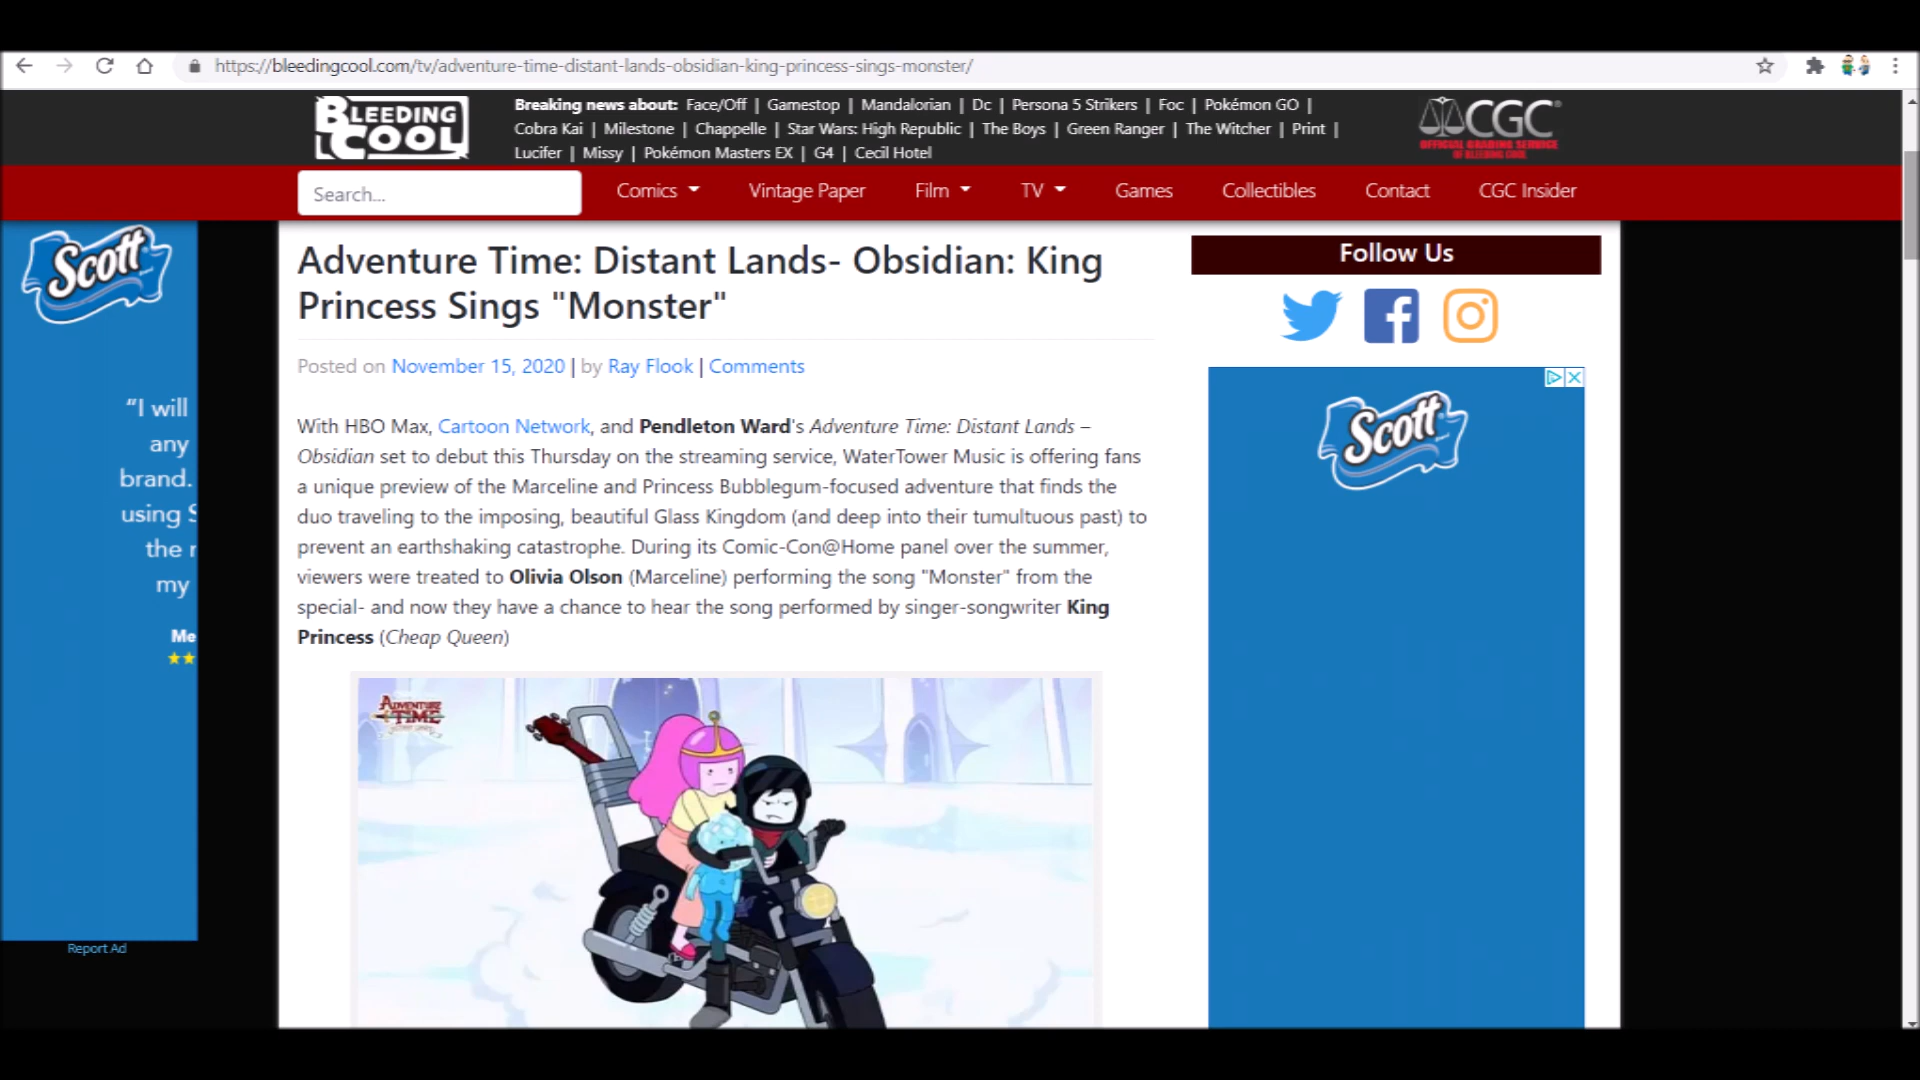 https://bleedingcool.com/tv/adventure-time-distant-lands-obsidian-king-princess-sings-monster/
BLEEDING
COOL
Breaking news about: Face/Off | Gamestop | Mandalorian | Dc | Persona 5 Strikers | Foc | Pokémon GO |
Cobra Kai | Milestone | Chappelle | Star Wars: High Republic | The Boys | Green Ranger | The Witcher | Print |
Lucifer | Missy | Pokémon Masters EX | G4 | Cecil Hotel
CGC®
OFFICIAL GRADING SERVICE
OF BLEEDING COOL
Search...
Comics
Vintage Paper
Film
TV
Games
Collectibles
Contact
CGC Insider
Scott
"I will
any
brand.
using S
the r
my
Me
Report Ad
Adventure Time: Distant Lands- Obsidian: King
Princess Sings "Monster"
Posted on November 15, 2020 | by Ray Flook | Comments
With HBO Max, Cartoon Network, and Pendleton Ward's Adventure Time: Distant Lands –
Obsidian set to debut this Thursday on the streaming service, WaterTower Music is offering fans
a unique preview of the Marceline and Princess Bubblegum-focused adventure that finds the
duo traveling to the imposing, beautiful Glass Kingdom (and deep into their tumultuous past) to
prevent an earthshaking catastrophe. During its Comic-Con@Home panel over the summer,
viewers were treated to Olivia Olson (Marceline) performing the song "Monster" from the
special- and now they have a chance to hear the song performed by singer-songwriter King
Princess (Cheap Queen)
ADVENTURE
TIME
Follow Us
Scott